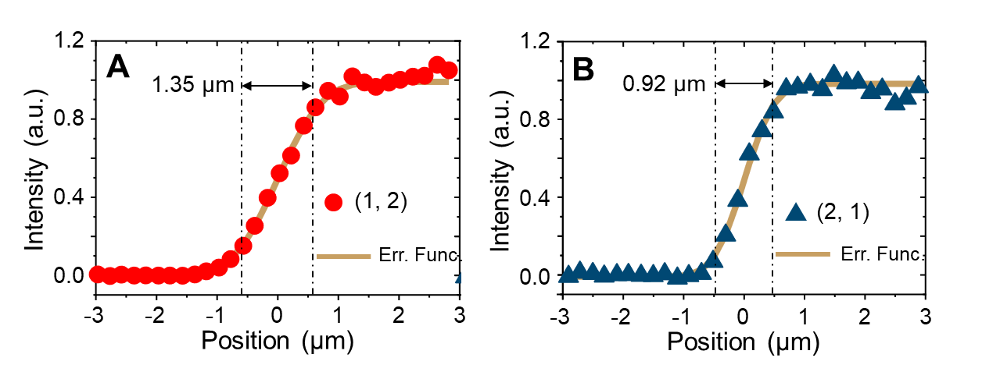 A
1.2
0.8
0.4
0.0
Intensity (a.u.)
1.35 µm
(1, 2)
Err. Func.
-3 -2 -1 0 1 2 3
Position (µm)
B
1.2
0.8
0.4
0.0
Intensity (a.u.)
0.92 µm
(2, 1)
Err. Func.
-3 -2 -1 0 1 2 3
Position (µm)